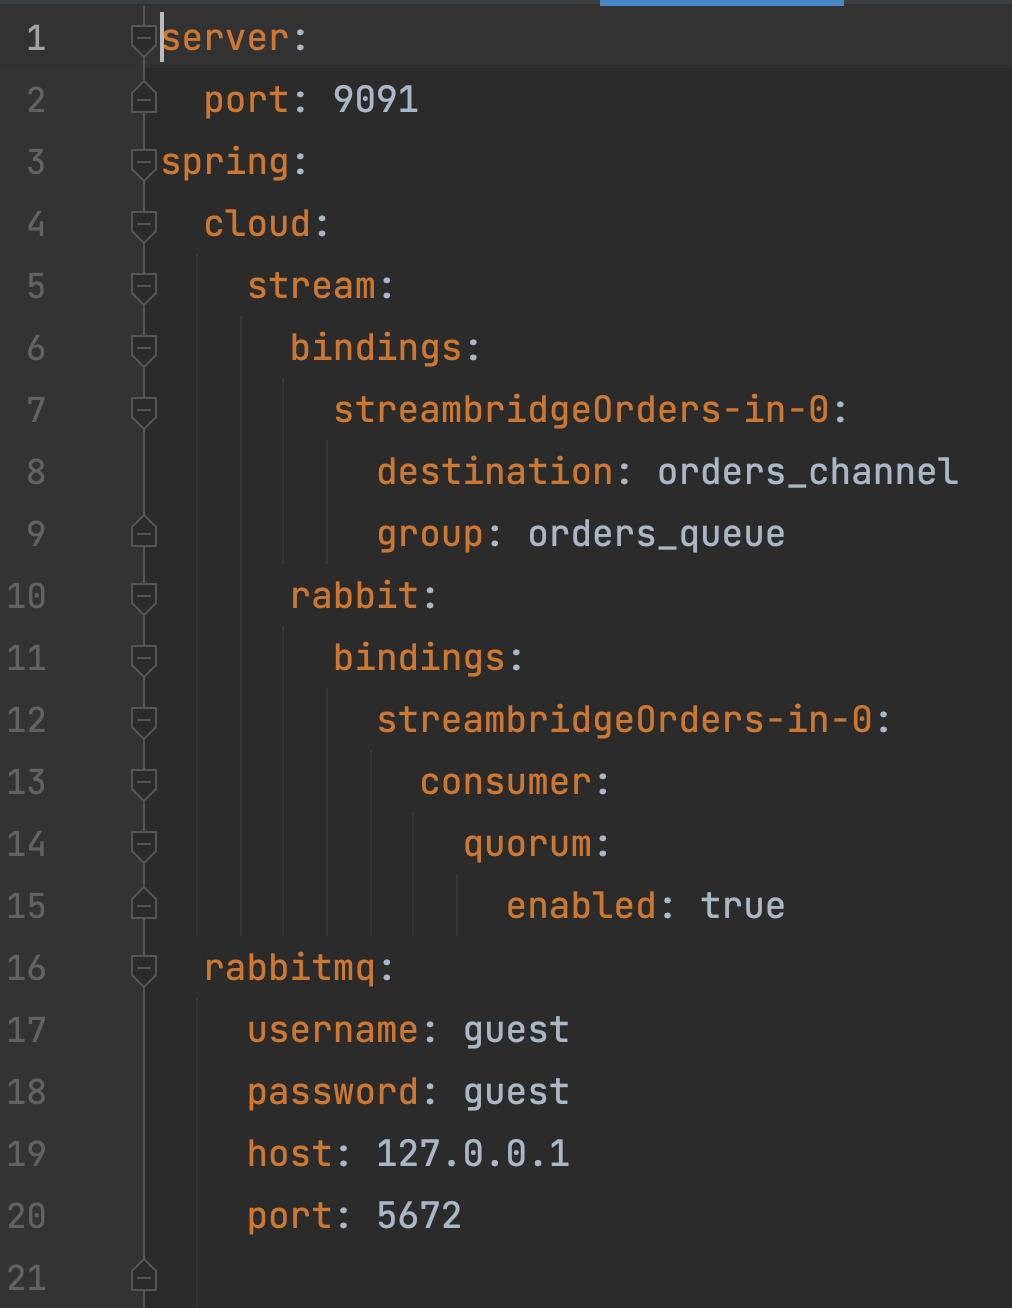 1 server:
2   port: 9091
3 spring:
4   cloud:
5     stream:
6       bindings:
7         streambridgeOrders-in-0:
8           destination: orders_channel
9           group: orders_queue
10       rabbit:
11         bindings:
12           streambridgeOrders-in-0:
13             consumer:
14               quorum:
15                 enabled: true
16   rabbitmq:
17     username: guest
18     password: guest
19     host: 127.0.0.1
20     port: 5672
21